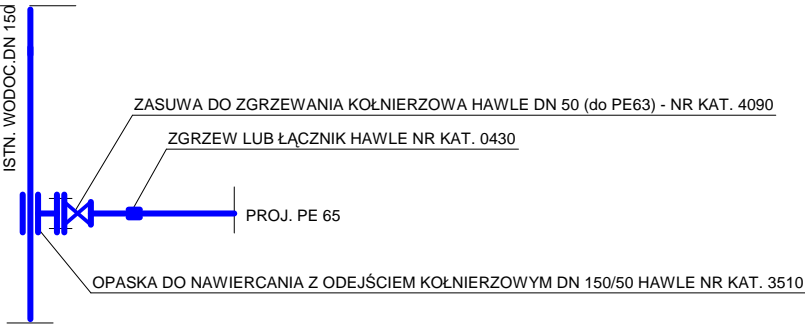 ISTN. WODOC.DN 150
ZASUWA DO ZGRZEWANIA KOŁNIERZOWA HAWLE DN 50 (do PE63) - NR KAT. 4090
ZGRZEW LUB ŁĄCZNIK HAWLE NR KAT. 0430
PROJ. PE 65
OPASKA DO NAWIERCANIA Z ODEJŚCIEM KOŁNIERZOWYM DN 150/50 HAWLE NR KAT. 3510